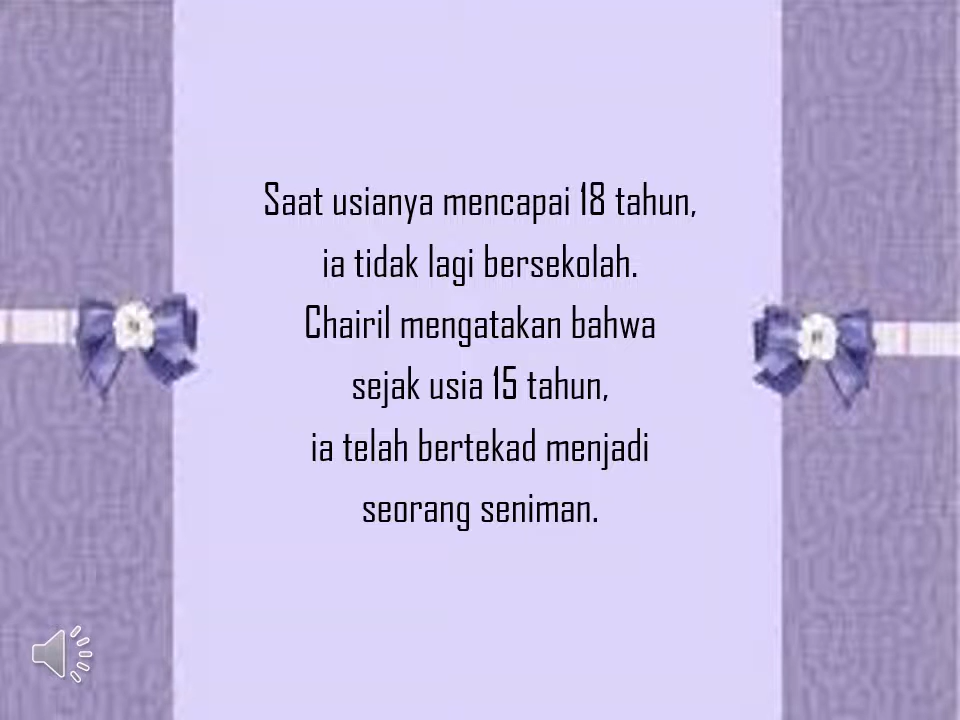 Saat usianya mencapai 18 tahun,
ia tidak lagi bersekolah.
Chairil mengatakan bahwa
sejak usia 15 tahun,
ia telah bertekad menjadi
seorang seniman.